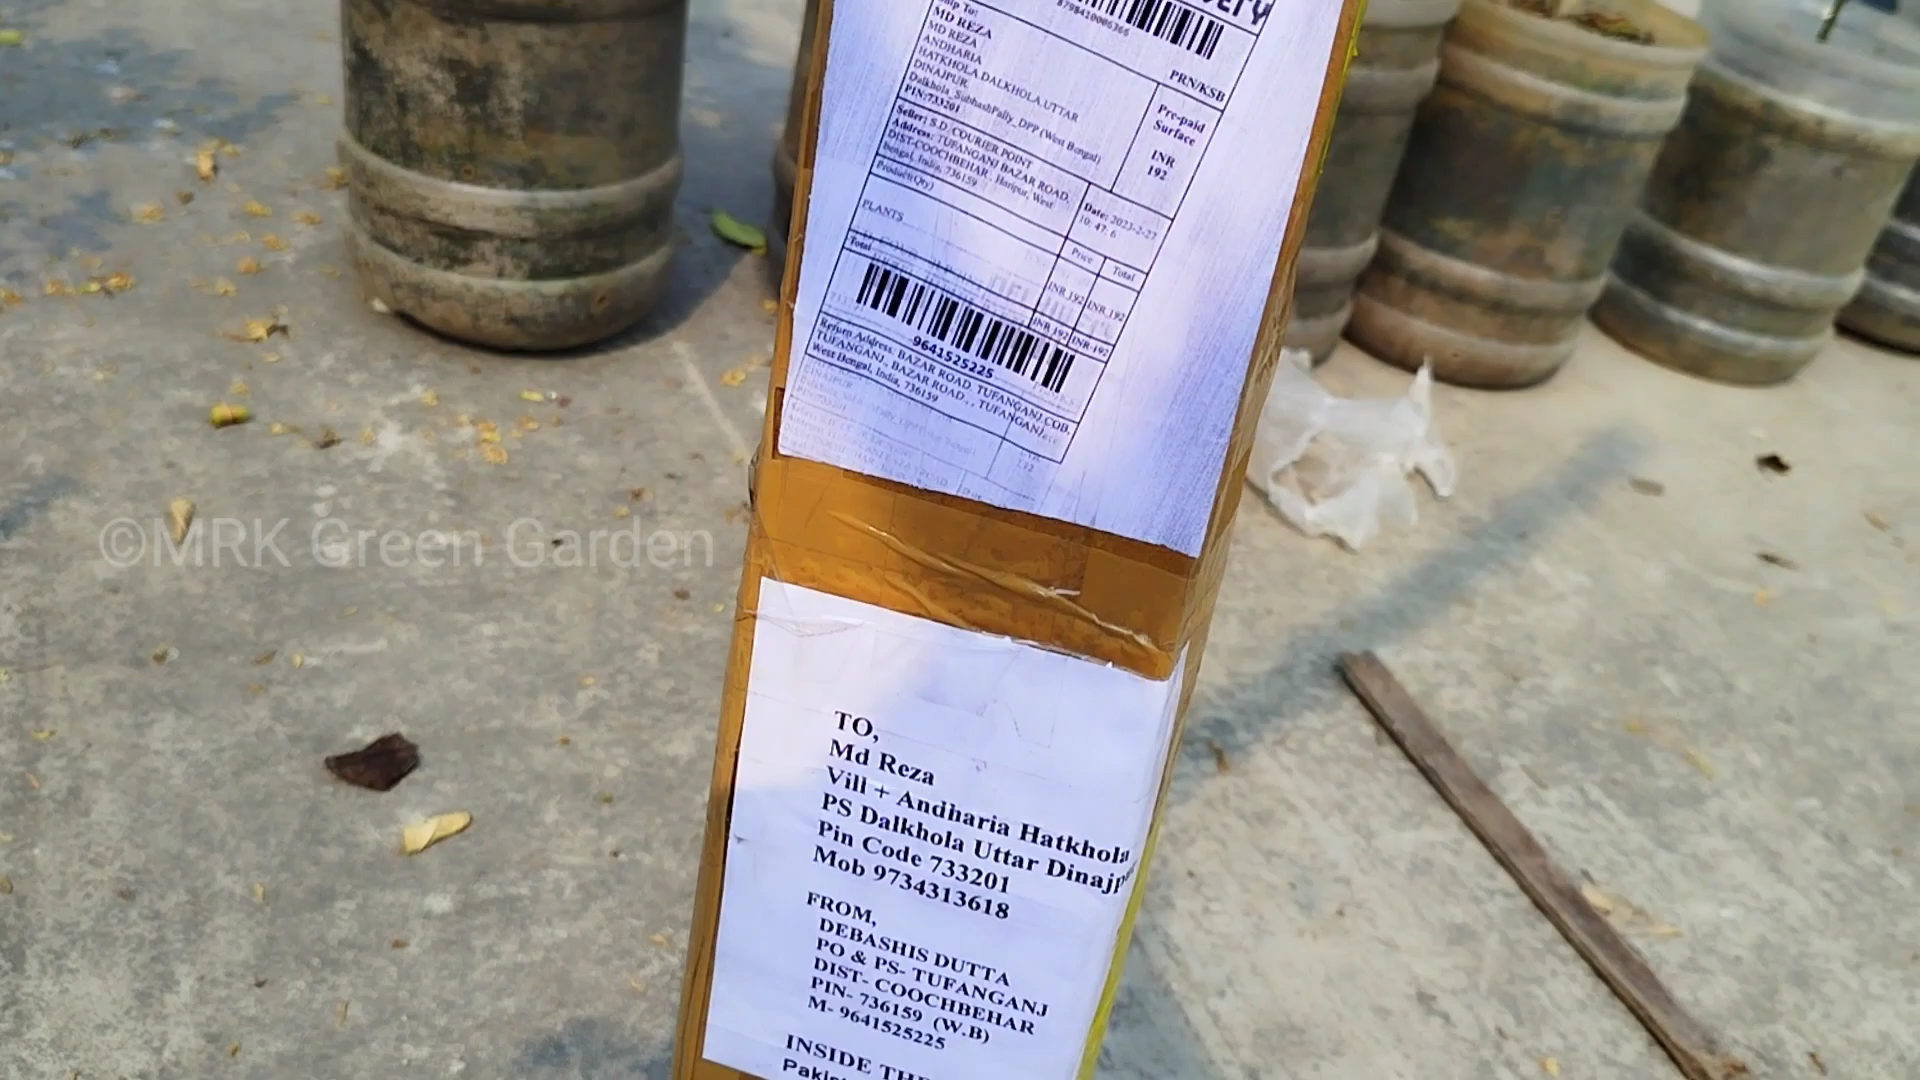 Ship To:
MD REZA
MD REZA
ANDHARIA
HATKHOLA,DALKHOLA,UTTAR
DINAJPUR
Dalkhola_SubhashPally_DPP (West Bengal)
PIN:733201
PRN/KSB
Pre-paid
Surface
INR
192
Seller: S.D. COURIER POINT
Address: TUFANGANJ BAZAR ROAD,
DIST-COOCHBEHAR, Haripur, West
Bengal, India, 736159
Date: 2023-2-27
10: 47: 6
Product(Qty)
Price
Total
PLANTS
INR 192
INR 192
Total
INR 192
INR 192
9641525225
Return Address: BAZAR ROAD, TUFANGANJ,COB,
TUFANGANJ., BAZAR ROAD., , TUFANGANJ
West Bengal, India, 736159
©MRK Green Garden
TO,
Md Reza
Vill + Andharia Hatkhola
PS Dalkhola Uttar
Pin Code 733201
Mob 9734313618
FROM,
DEBASHIS DUTTA
PO & PS- TUFANGANJ
DIST- COOCHBEHAR
PIN- 736159 (W.B)
M- 9641525225
INSIDE